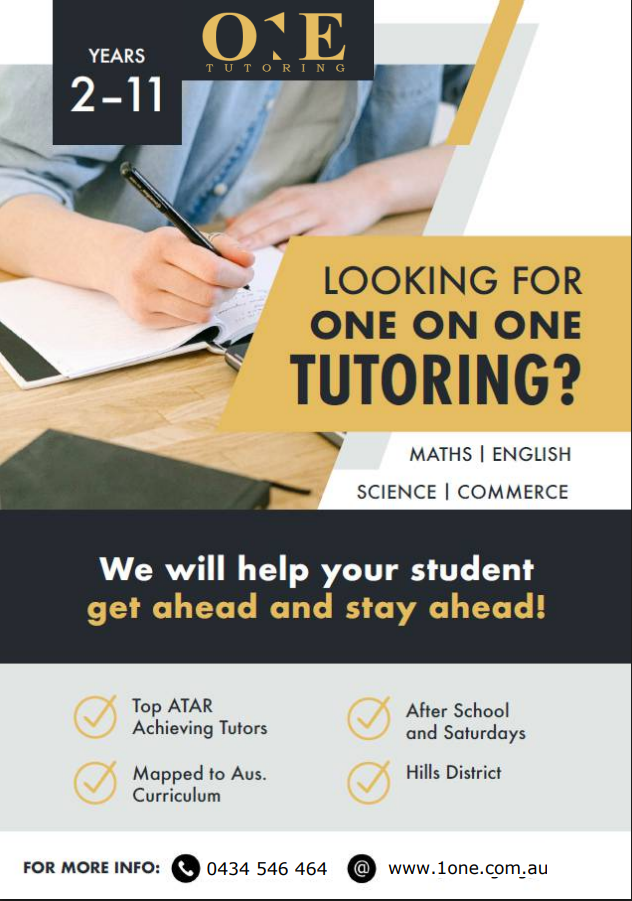 YEARS
2–11
ONE
TUTORING
LOOKING FOR
ONE ON ONE
TUTORING?
MATHS | ENGLISH
SCIENCE | COMMERCE
We will help your student
get ahead and stay ahead!
Top ATAR
Achieving Tutors
After School
and Saturdays
Mapped to Aus.
Curriculum
Hills District
FOR MORE INFO: 0434 546 464 @ www.1one.com.au